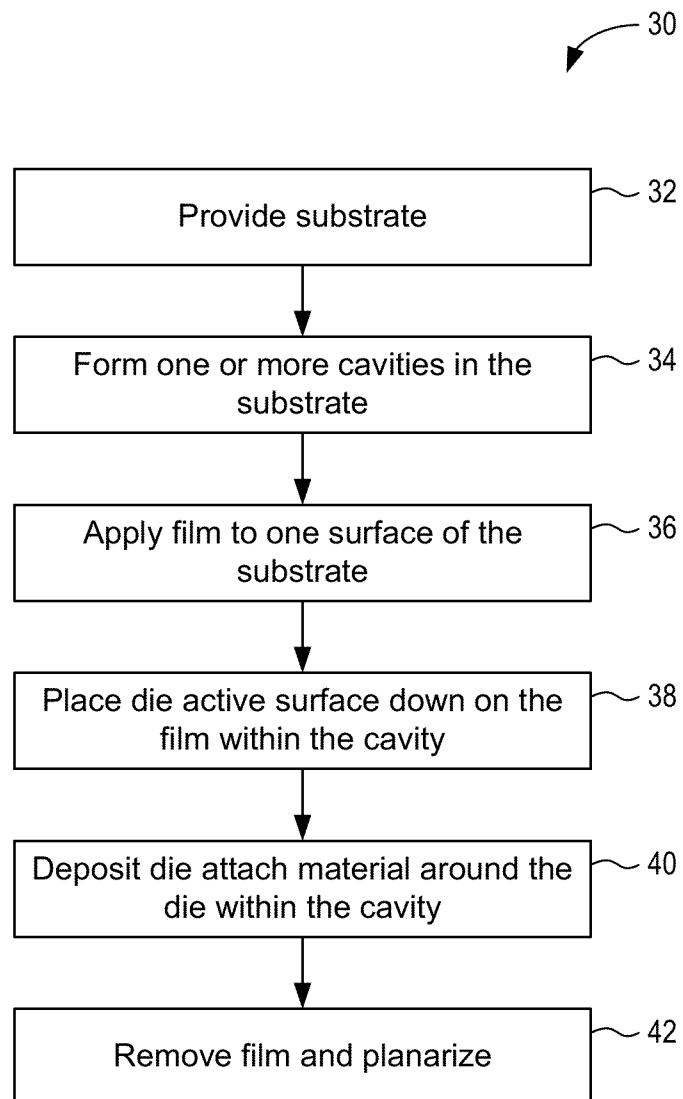 30
Provide substrate
32
Form one or more cavities in the
substrate
34
Apply film to one surface of the
substrate
36
Place die active surface down on the
film within the cavity
38
Deposit die attach material around the
die within the cavity
40
Remove film and planarize
42